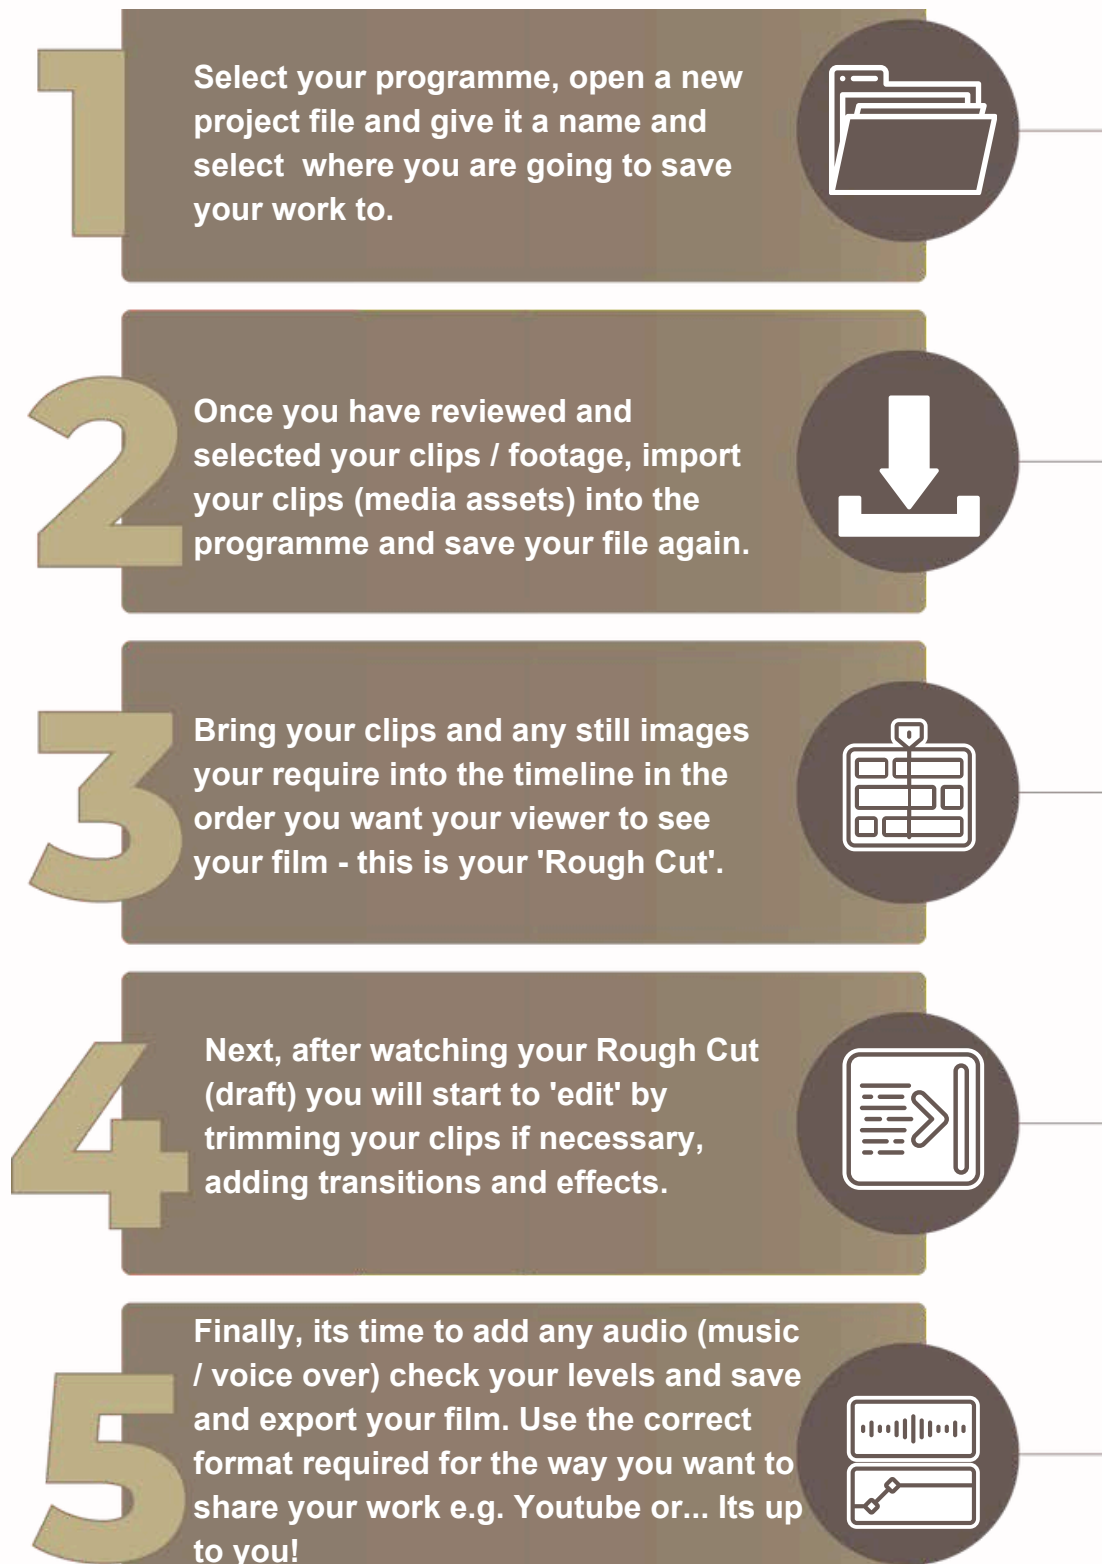 1
Select your programme, open a new
project file and give it a name and
select  where you are going to save
your work to.
2
Once you have reviewed and
selected your clips / footage, import
your clips (media assets) into the
programme and save your file again.
3
Bring your clips and any still images
your require into the timeline in the
order you want your viewer to see
your film - this is your 'Rough Cut'.
4
Next, after watching your Rough Cut
(draft) you will start to 'edit' by
trimming your clips if necessary,
adding transitions and effects.
5
Finally, its time to add any audio (music
/ voice over) check your levels and save
and export your film. Use the correct
format required for the way you want to
share your work e.g. Youtube or... Its up
to you!